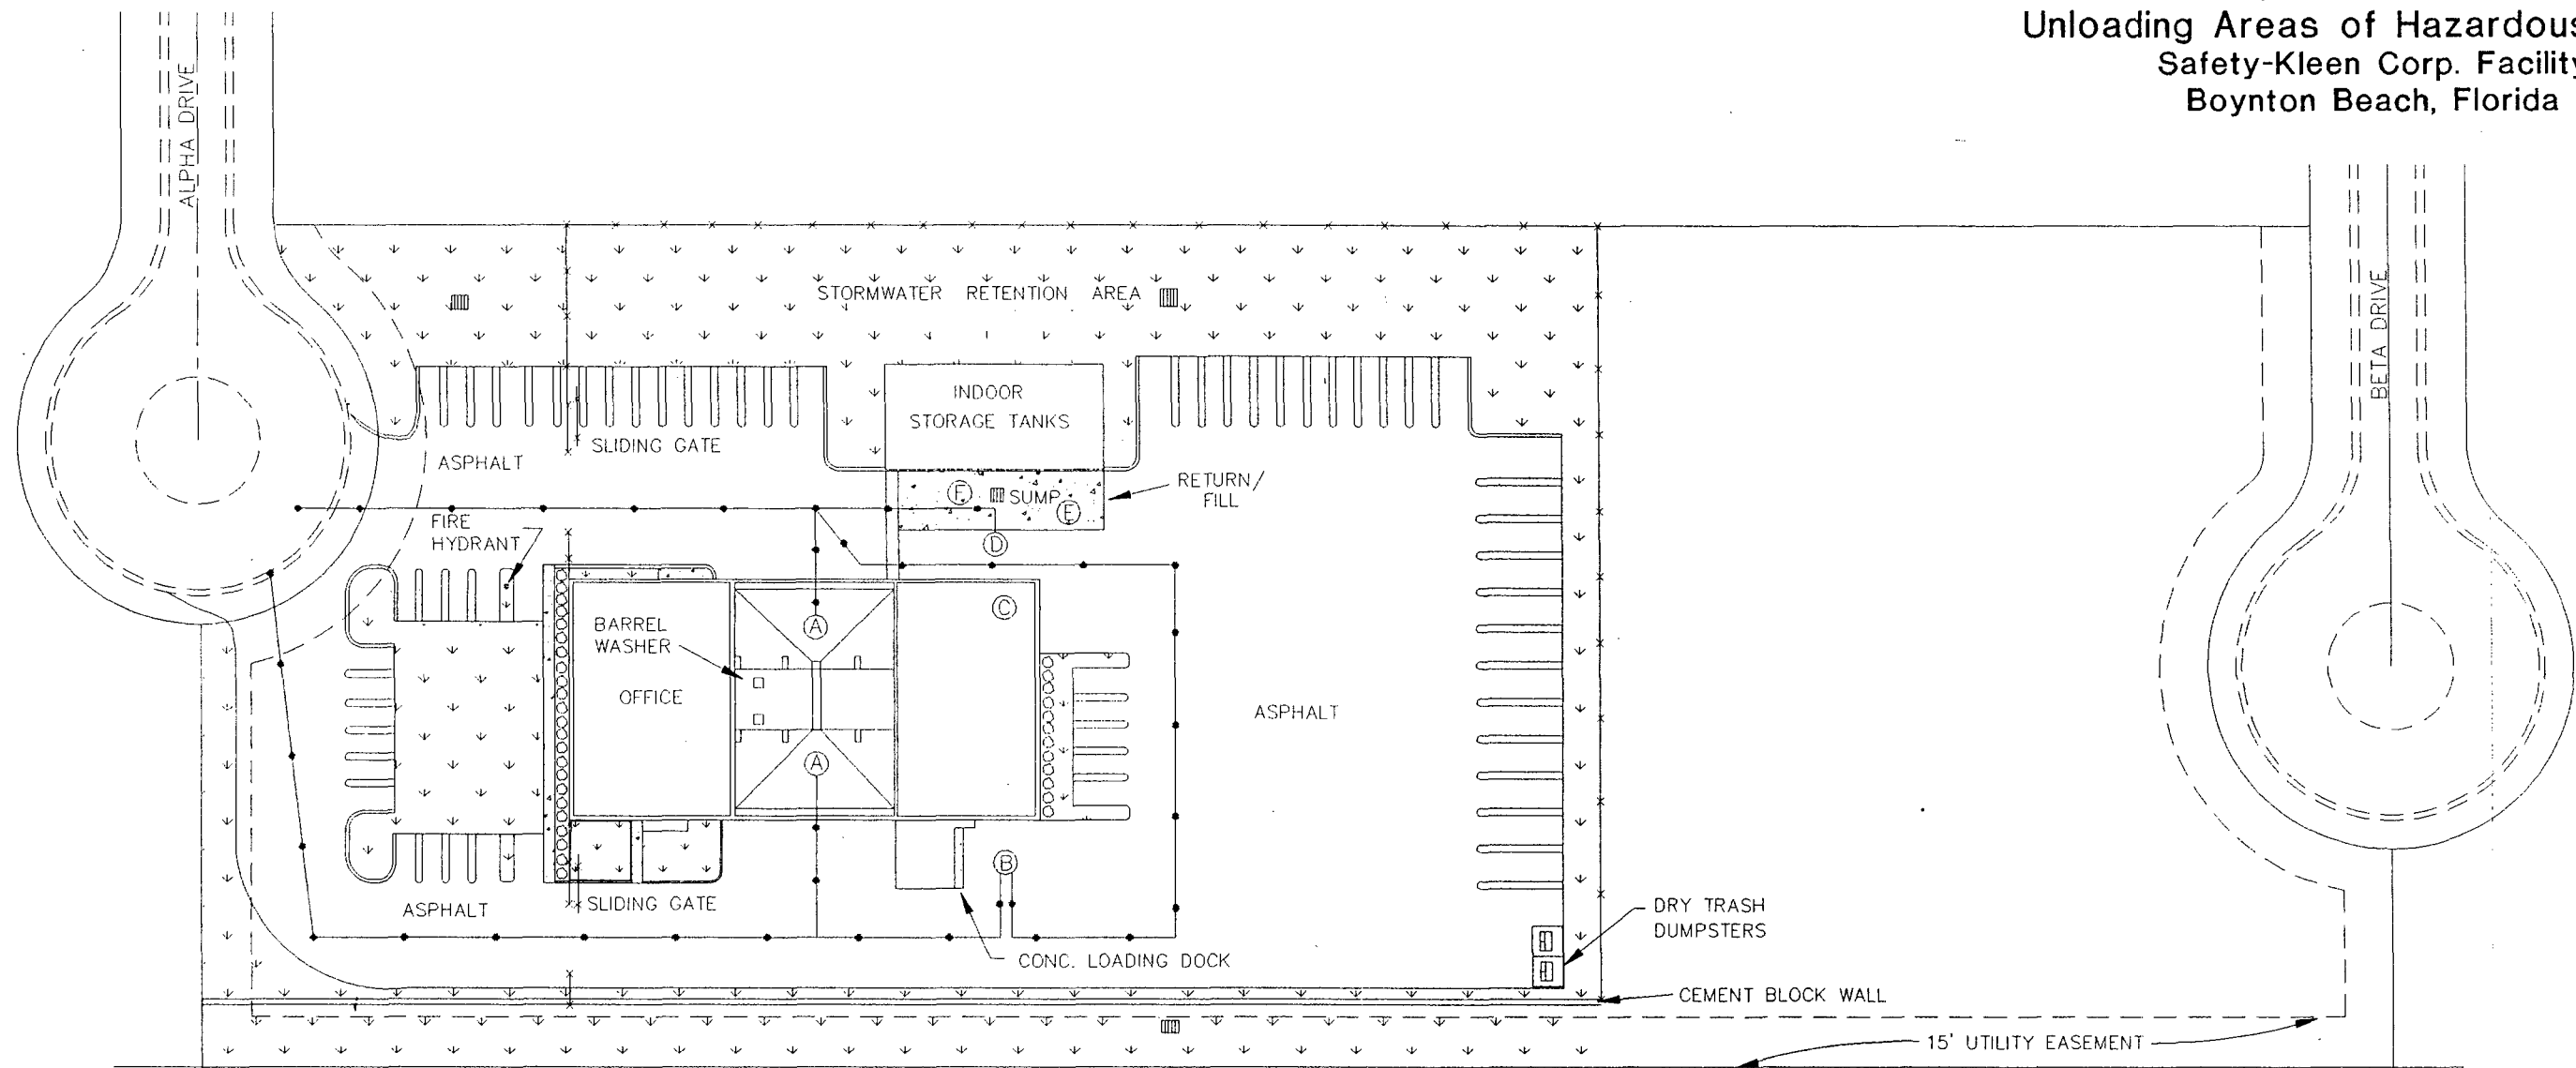 Unloading Areas of Hazardous
Safety-Kleen Corp. Facility
Boynton Beach, Florida
ALPHA DRIVE
BETA DRIVE
STORMWATER RETENTION AREA
INDOOR
STORAGE TANKS
SLIDING GATE
ASPHALT
RETURN/
FILL
F
SUMP
E
FIRE
HYDRANT
D
C
A
BARREL
WASHER
OFFICE
ASPHALT
A
B
SLIDING GATE
ASPHALT
DRY TRASH
DUMPSTERS
CONC. LOADING DOCK
CEMENT BLOCK WALL
15' UTILITY EASEMENT